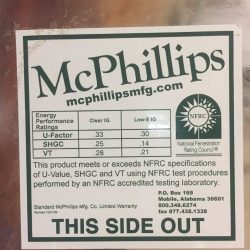 McPhillips
mcphillipsmfg.com
Energy Performance Ratings Clear IG Low-E IG
U-Factor .33 .30
SHGC .25 .14
VT .28 .21
NFRC
National Fenestration
Rating Council®
This product meets or exceeds NFRC specifications
of U-Value, SHGC and VT using NFRC test procedures
performed by an NFRC accredited testing laboratory.
P.O. Box 169
Mobile, Alabama 36601
800.348.6274
fax 877.438.1338
Standard McPhillips Mfg. Co. Limited Warranty
THIS SIDE OUT